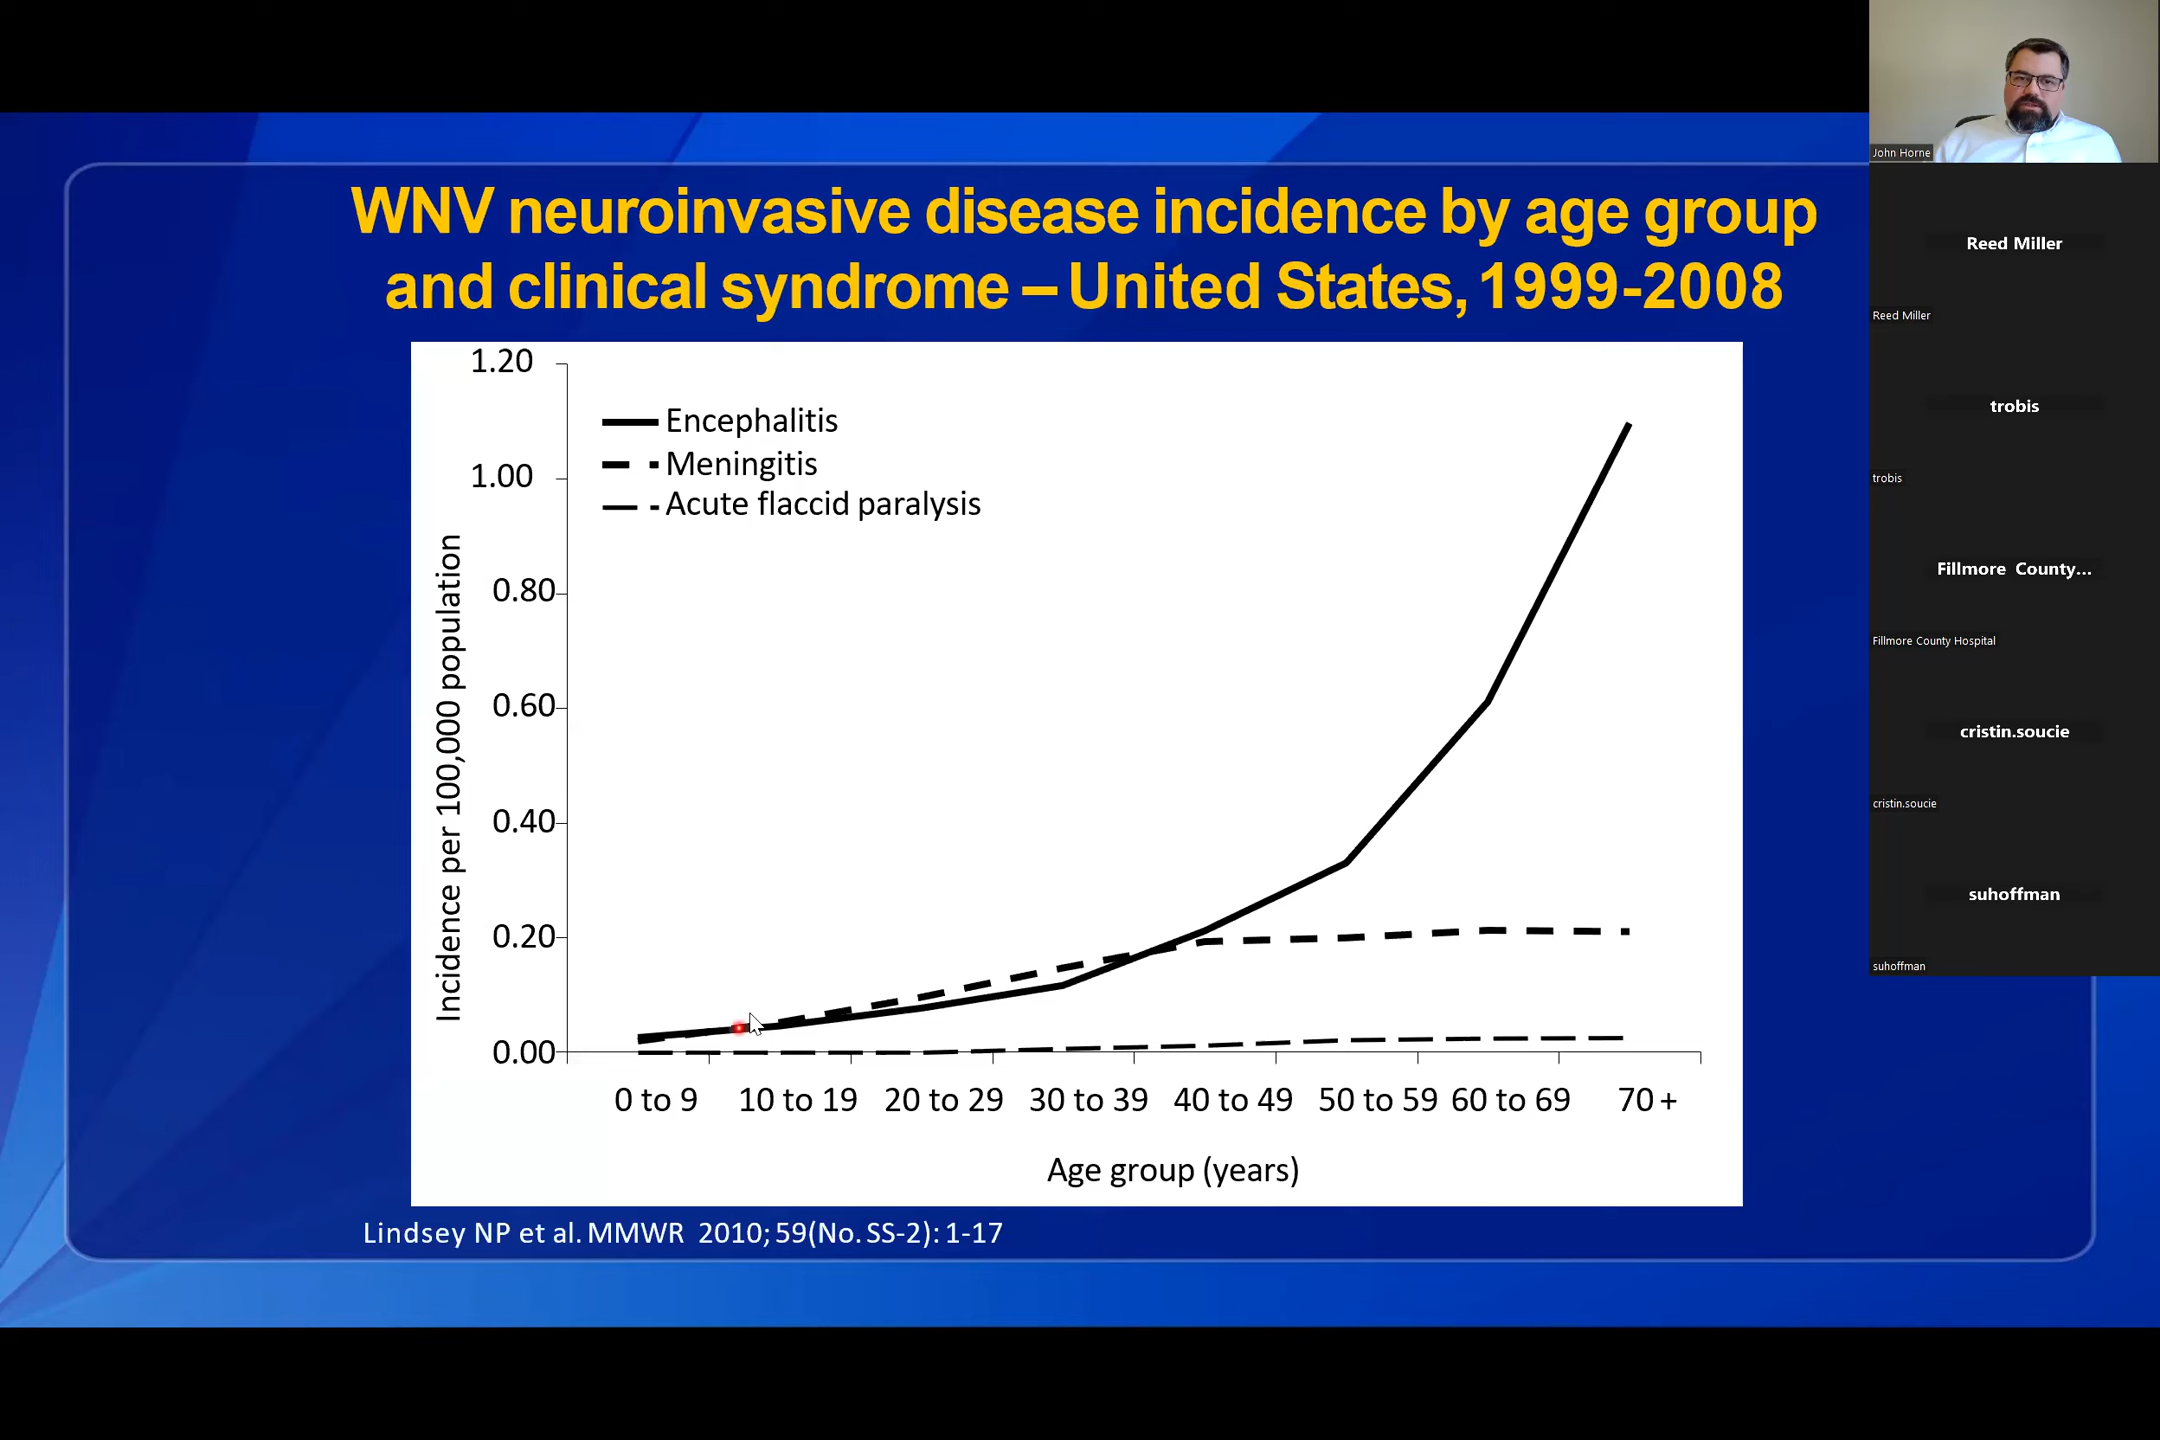 WNV neuroinvasive disease incidence by age group
and clinical syndrome – United States, 1999-2008
1.20
1.00
0.80
0.60
0.40
0.20
0.00
Incidence per 100,000 population
Encephalitis
Meningitis
Acute flaccid paralysis
0 to 9 10 to 19 20 to 29 30 to 39 40 to 49 50 to 59 60 to 69 70 +
Age group (years)
Lindsey NP et al. MMWR 2010; 59(No. SS-2): 1-17
John Horne
Reed Miller
Reed Miller
trobis
trobis
Fillmore County...
Fillmore County Hospital
cristin.soucie
cristin.soucie
suhoffman
suhoffman